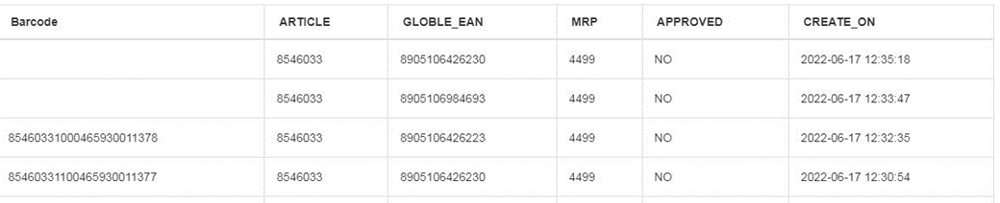 Barcode ARTICLE GLOBLE_EAN MRP APPROVED CREATE_ON
8546033 8905106426230 4499 NO 2022-06-17 12:35:18
8546033 8905106984693 4499 NO 2022-06-17 12:33:47
85460331000465930011378 8546033 8905106426223 4499 NO 2022-06-17 12:32:35
85460331100465930011377 8546033 8905106426230 4499 NO 2022-06-17 12:30:54